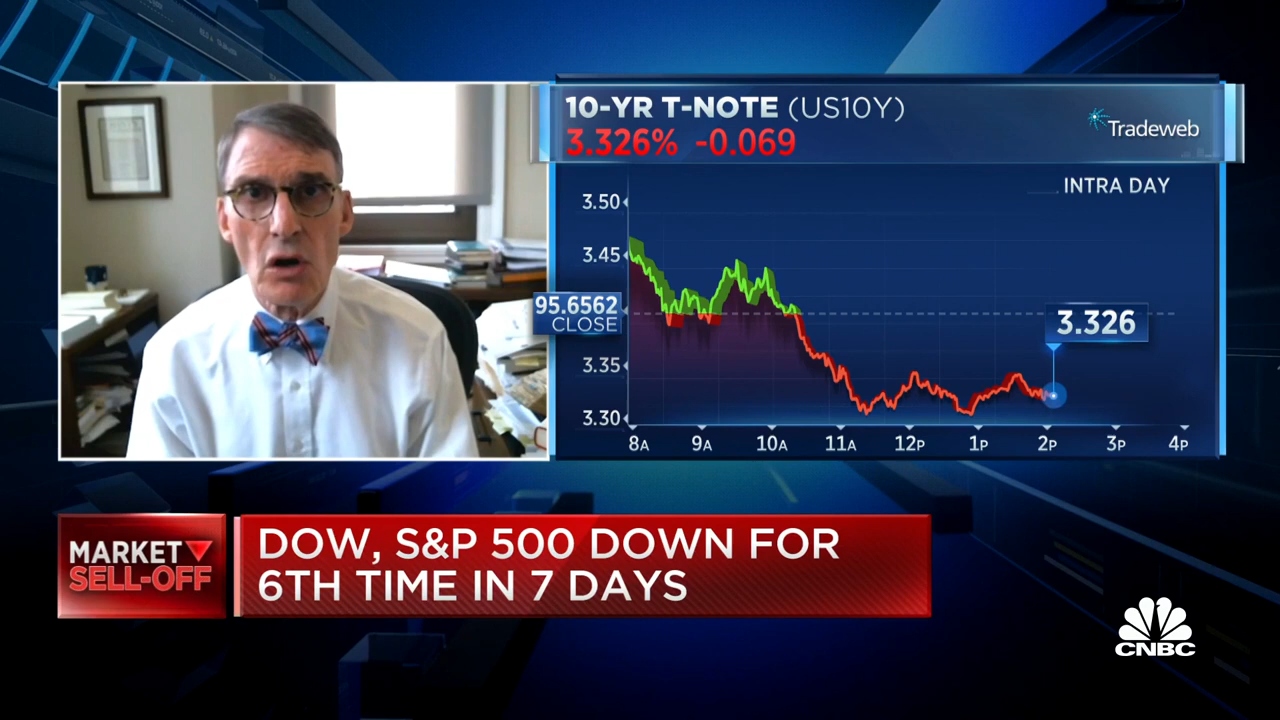 10-YR T-NOTE (US10Y)
3.326% -0.069
Tradeweb
INTRA DAY
3.50
3.45
95.6562
CLOSE
3.35
3.30
3.326
8A 9A 10A 11A 12P 1P 2P 3P 4P
MARKET
SELL-OFF
DOW, S&P 500 DOWN FOR
6TH TIME IN 7 DAYS
CNBC